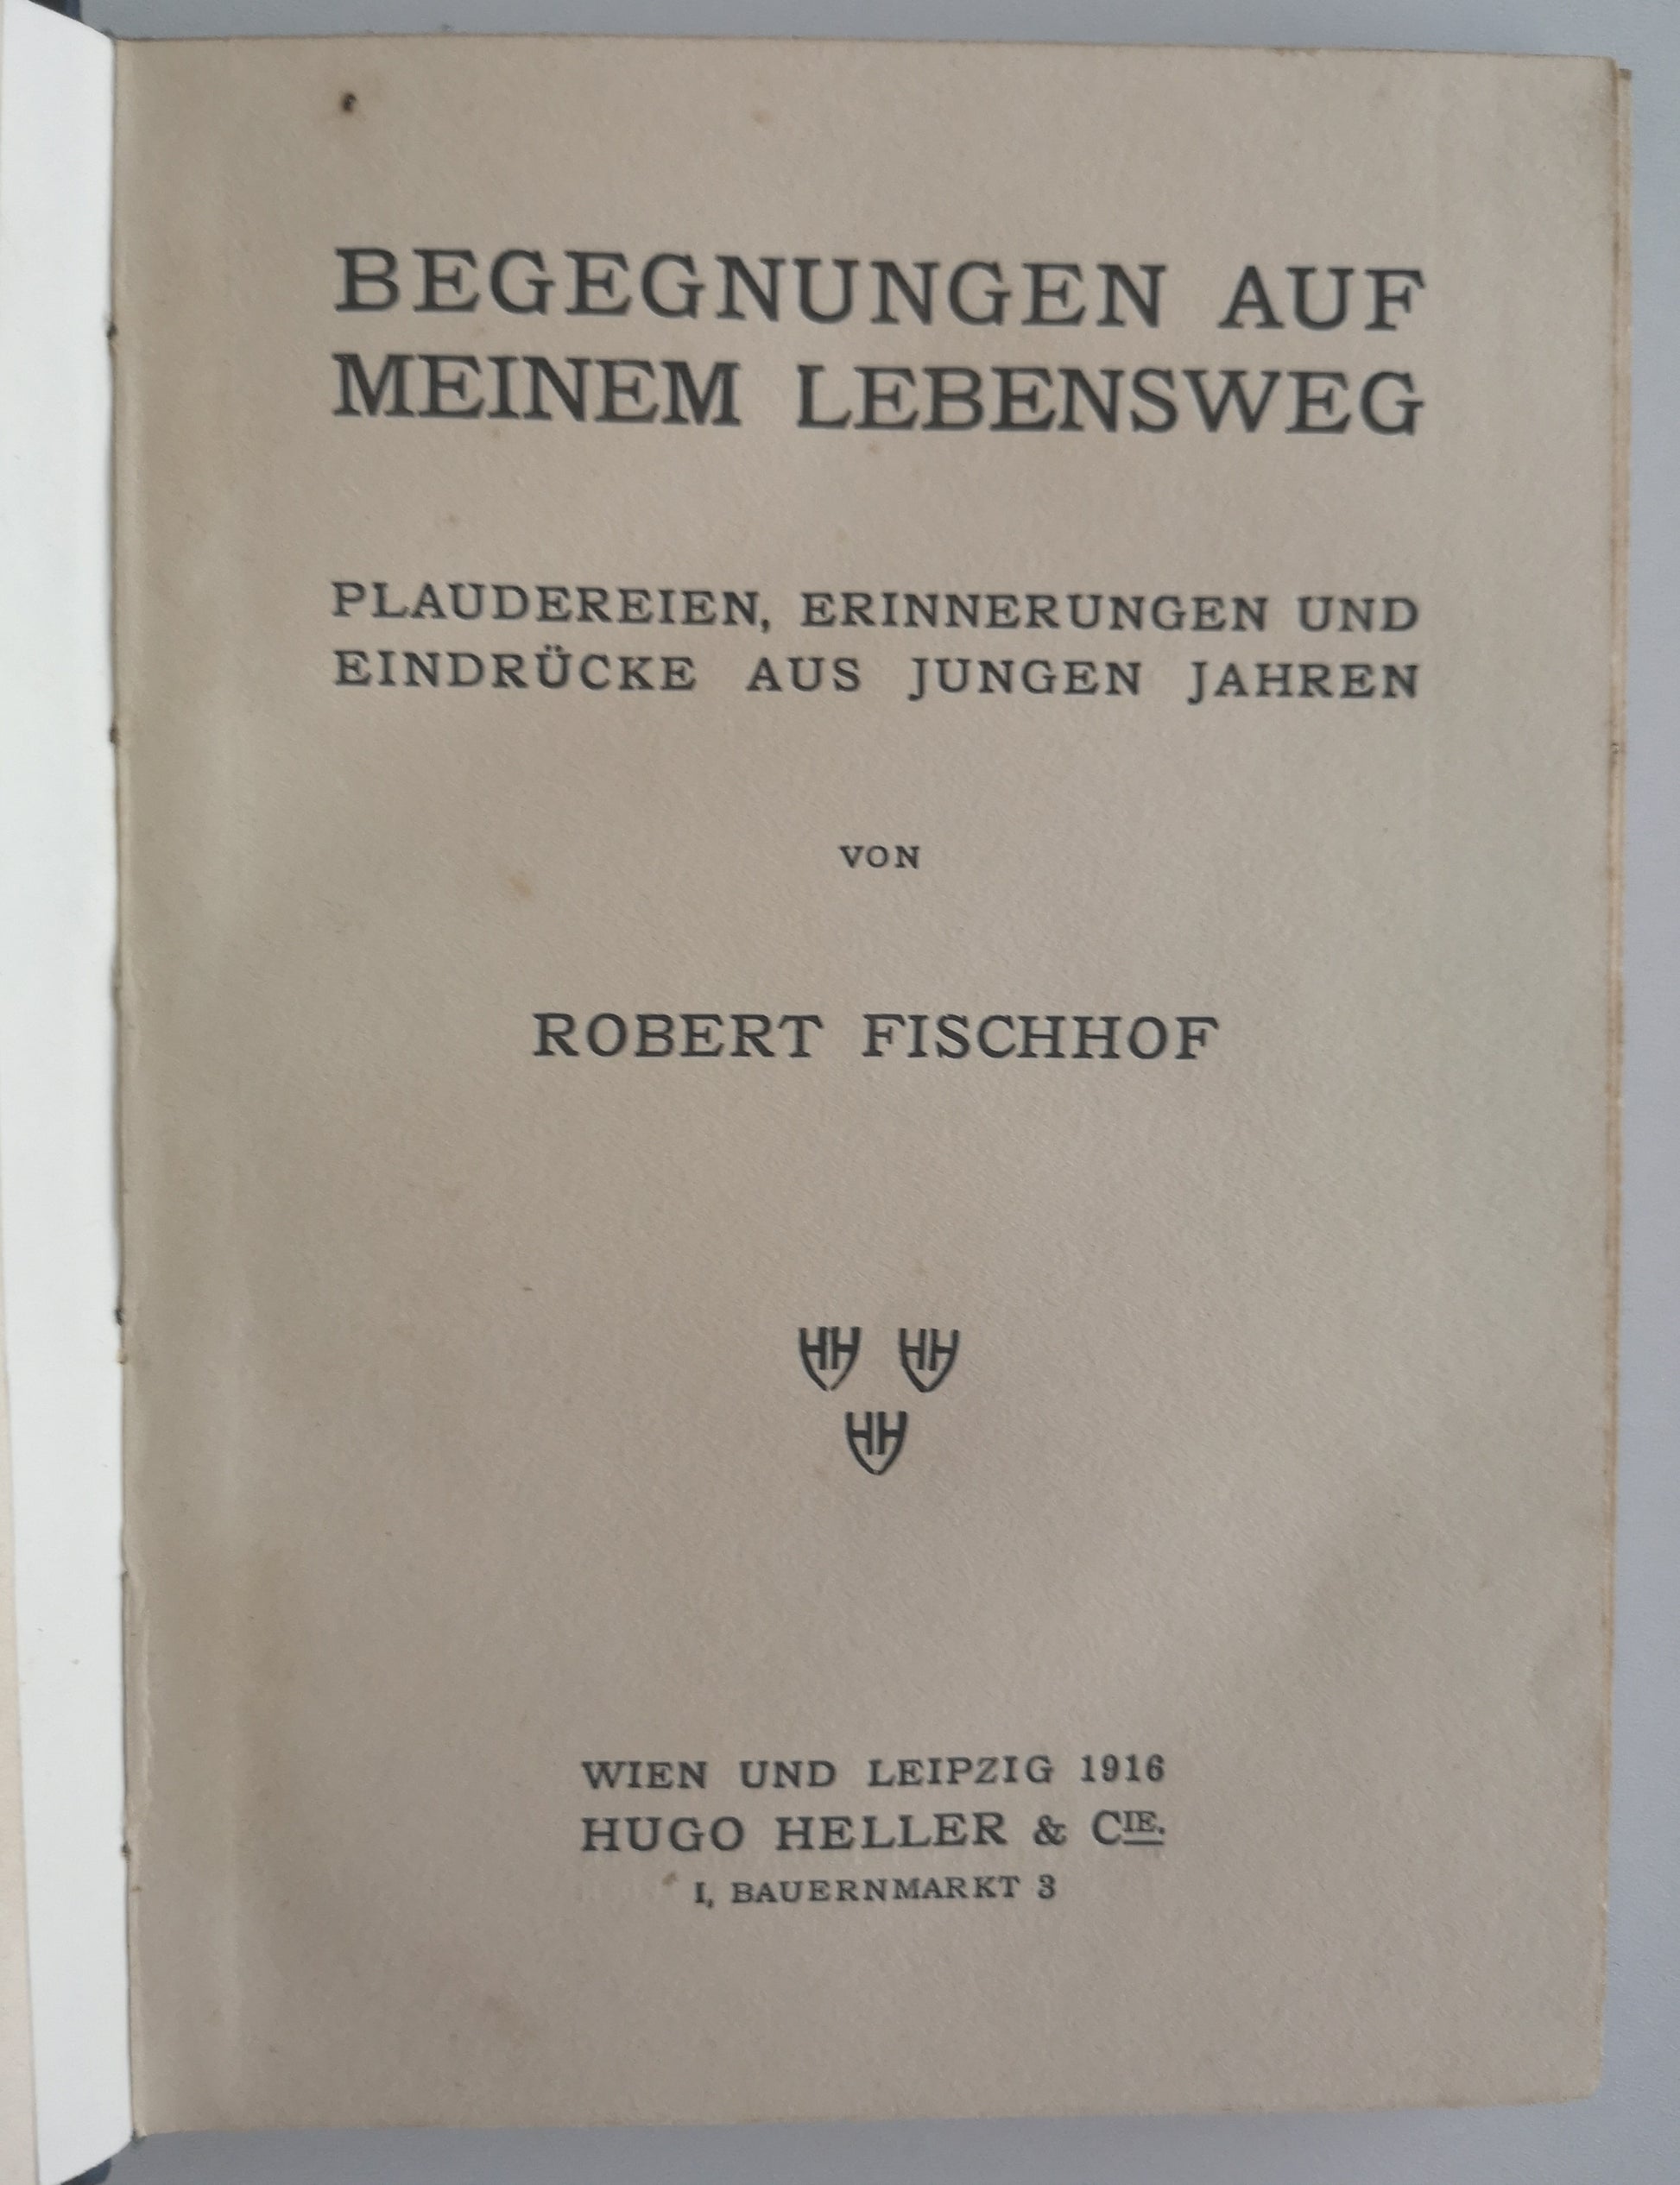 BEGEGNUNGEN AUF
MEINEM LEBENSWEG
PLAUDEREIEN, ERINNERUNGEN UND
EINDRÜCKE AUS JUNGEN JAHREN
VON
ROBERT FISCHHOF
HH HH
HH
WIEN UND LEIPZIG 1916
HUGO HELLER & CIE.
I, BAUERNMARKT 3